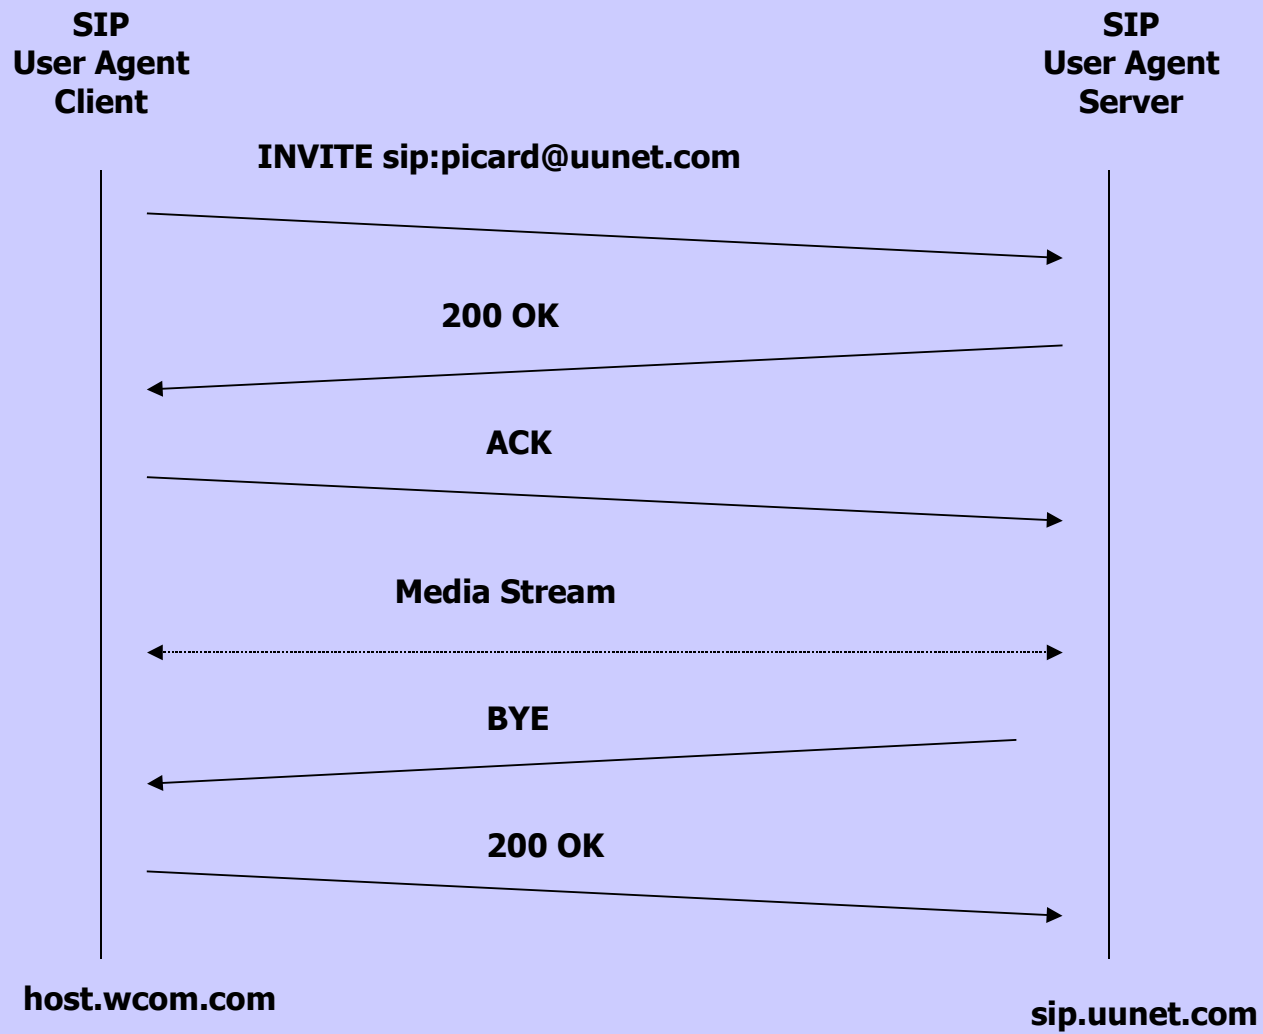 SIP
User Agent
Client
SIP
User Agent
Server
INVITE sip:picard@uunet.com
200 OK
ACK
Media Stream
BYE
200 OK
host.wcom.com
sip.uunet.com